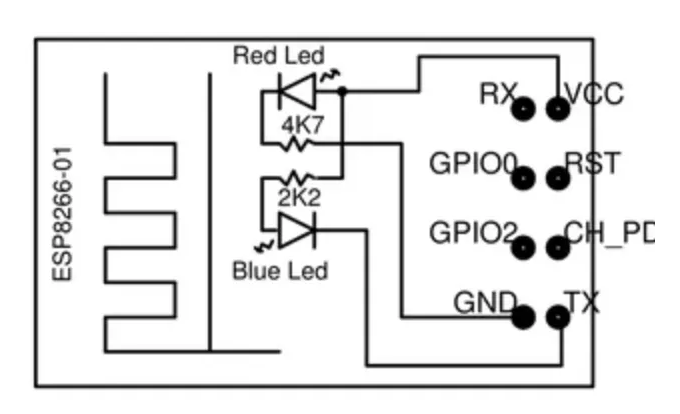 Red Led
RX VCC
4K7
ESP8266-01
GPIO0 RST
2K2
GPIO2 CH_PD
Blue Led
GND TX